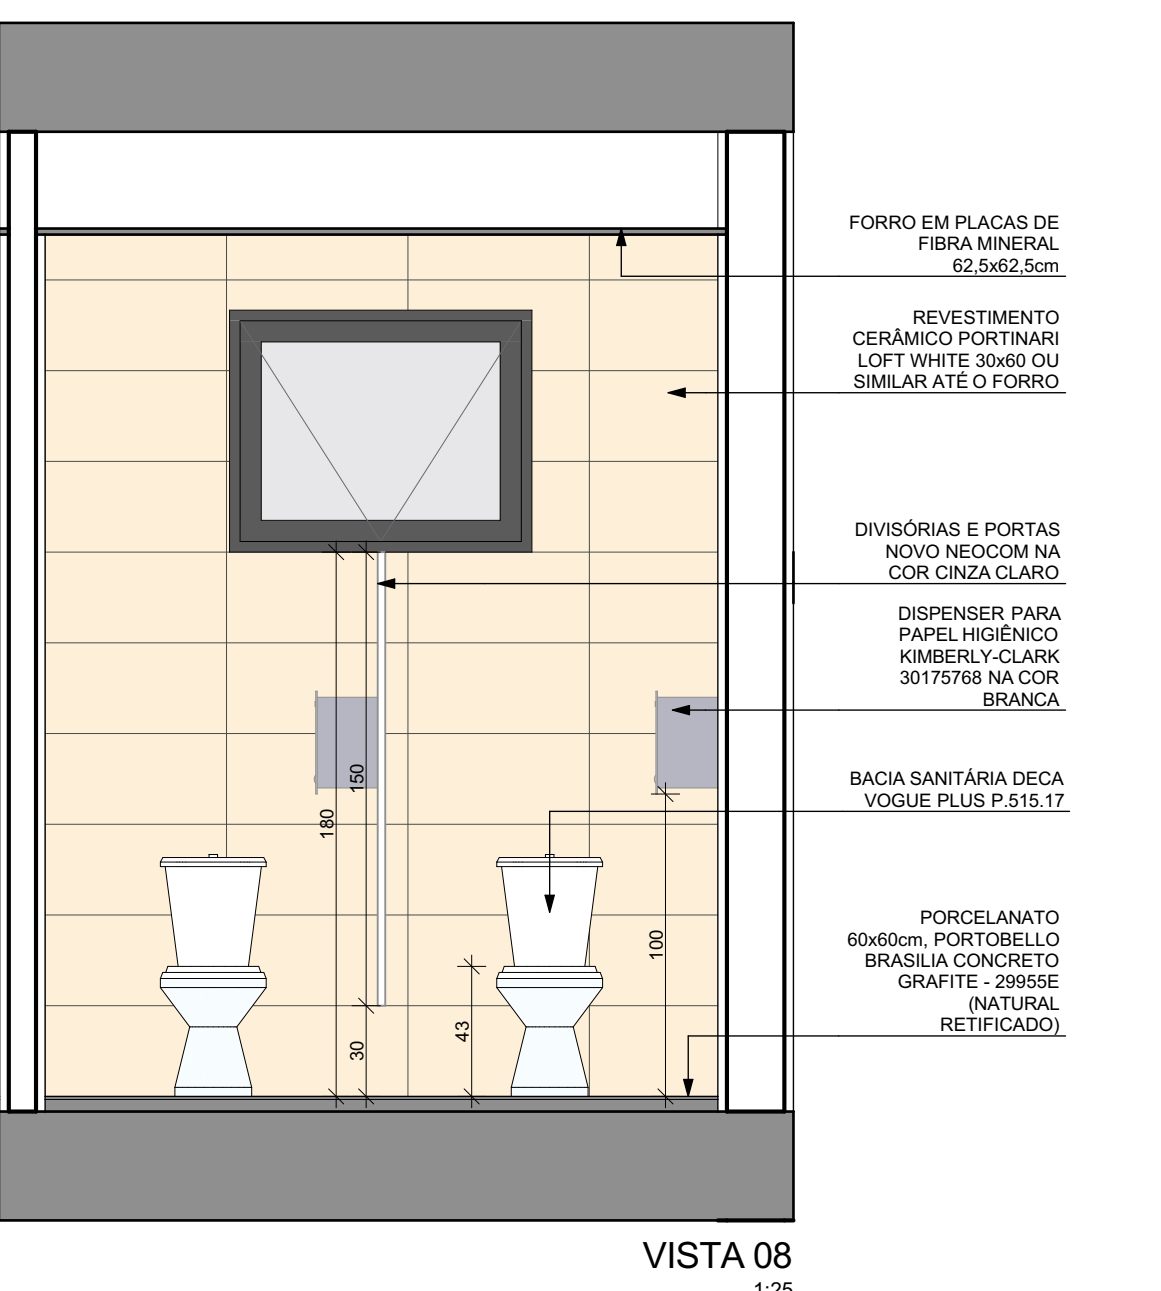 FORRO EM PLACAS DE
FIBRA MINERAL
62,5x62,5cm
REVESTIMENTO
CERÂMICO PORTINARI
LOFT WHITE 30x60 OU
SIMILAR ATÉ O FORRO
DIVISÓRIAS E PORTAS
NOVO NEOCOM NA
COR CINZA CLARO
DISPENSER PARA
PAPEL HIGIÊNICO
KIMBERLY-CLARK
30175768 NA COR
BRANCA
BACIA SANITÁRIA DECA
VOGUE PLUS P.515.17
PORCELANATO
60x60cm, PORTOBELLO
BRASILIA CONCRETO
GRAFITE - 29955E
(NATURAL
RETIFICADO)
180
150
30
43
100
VISTA 08
1:25